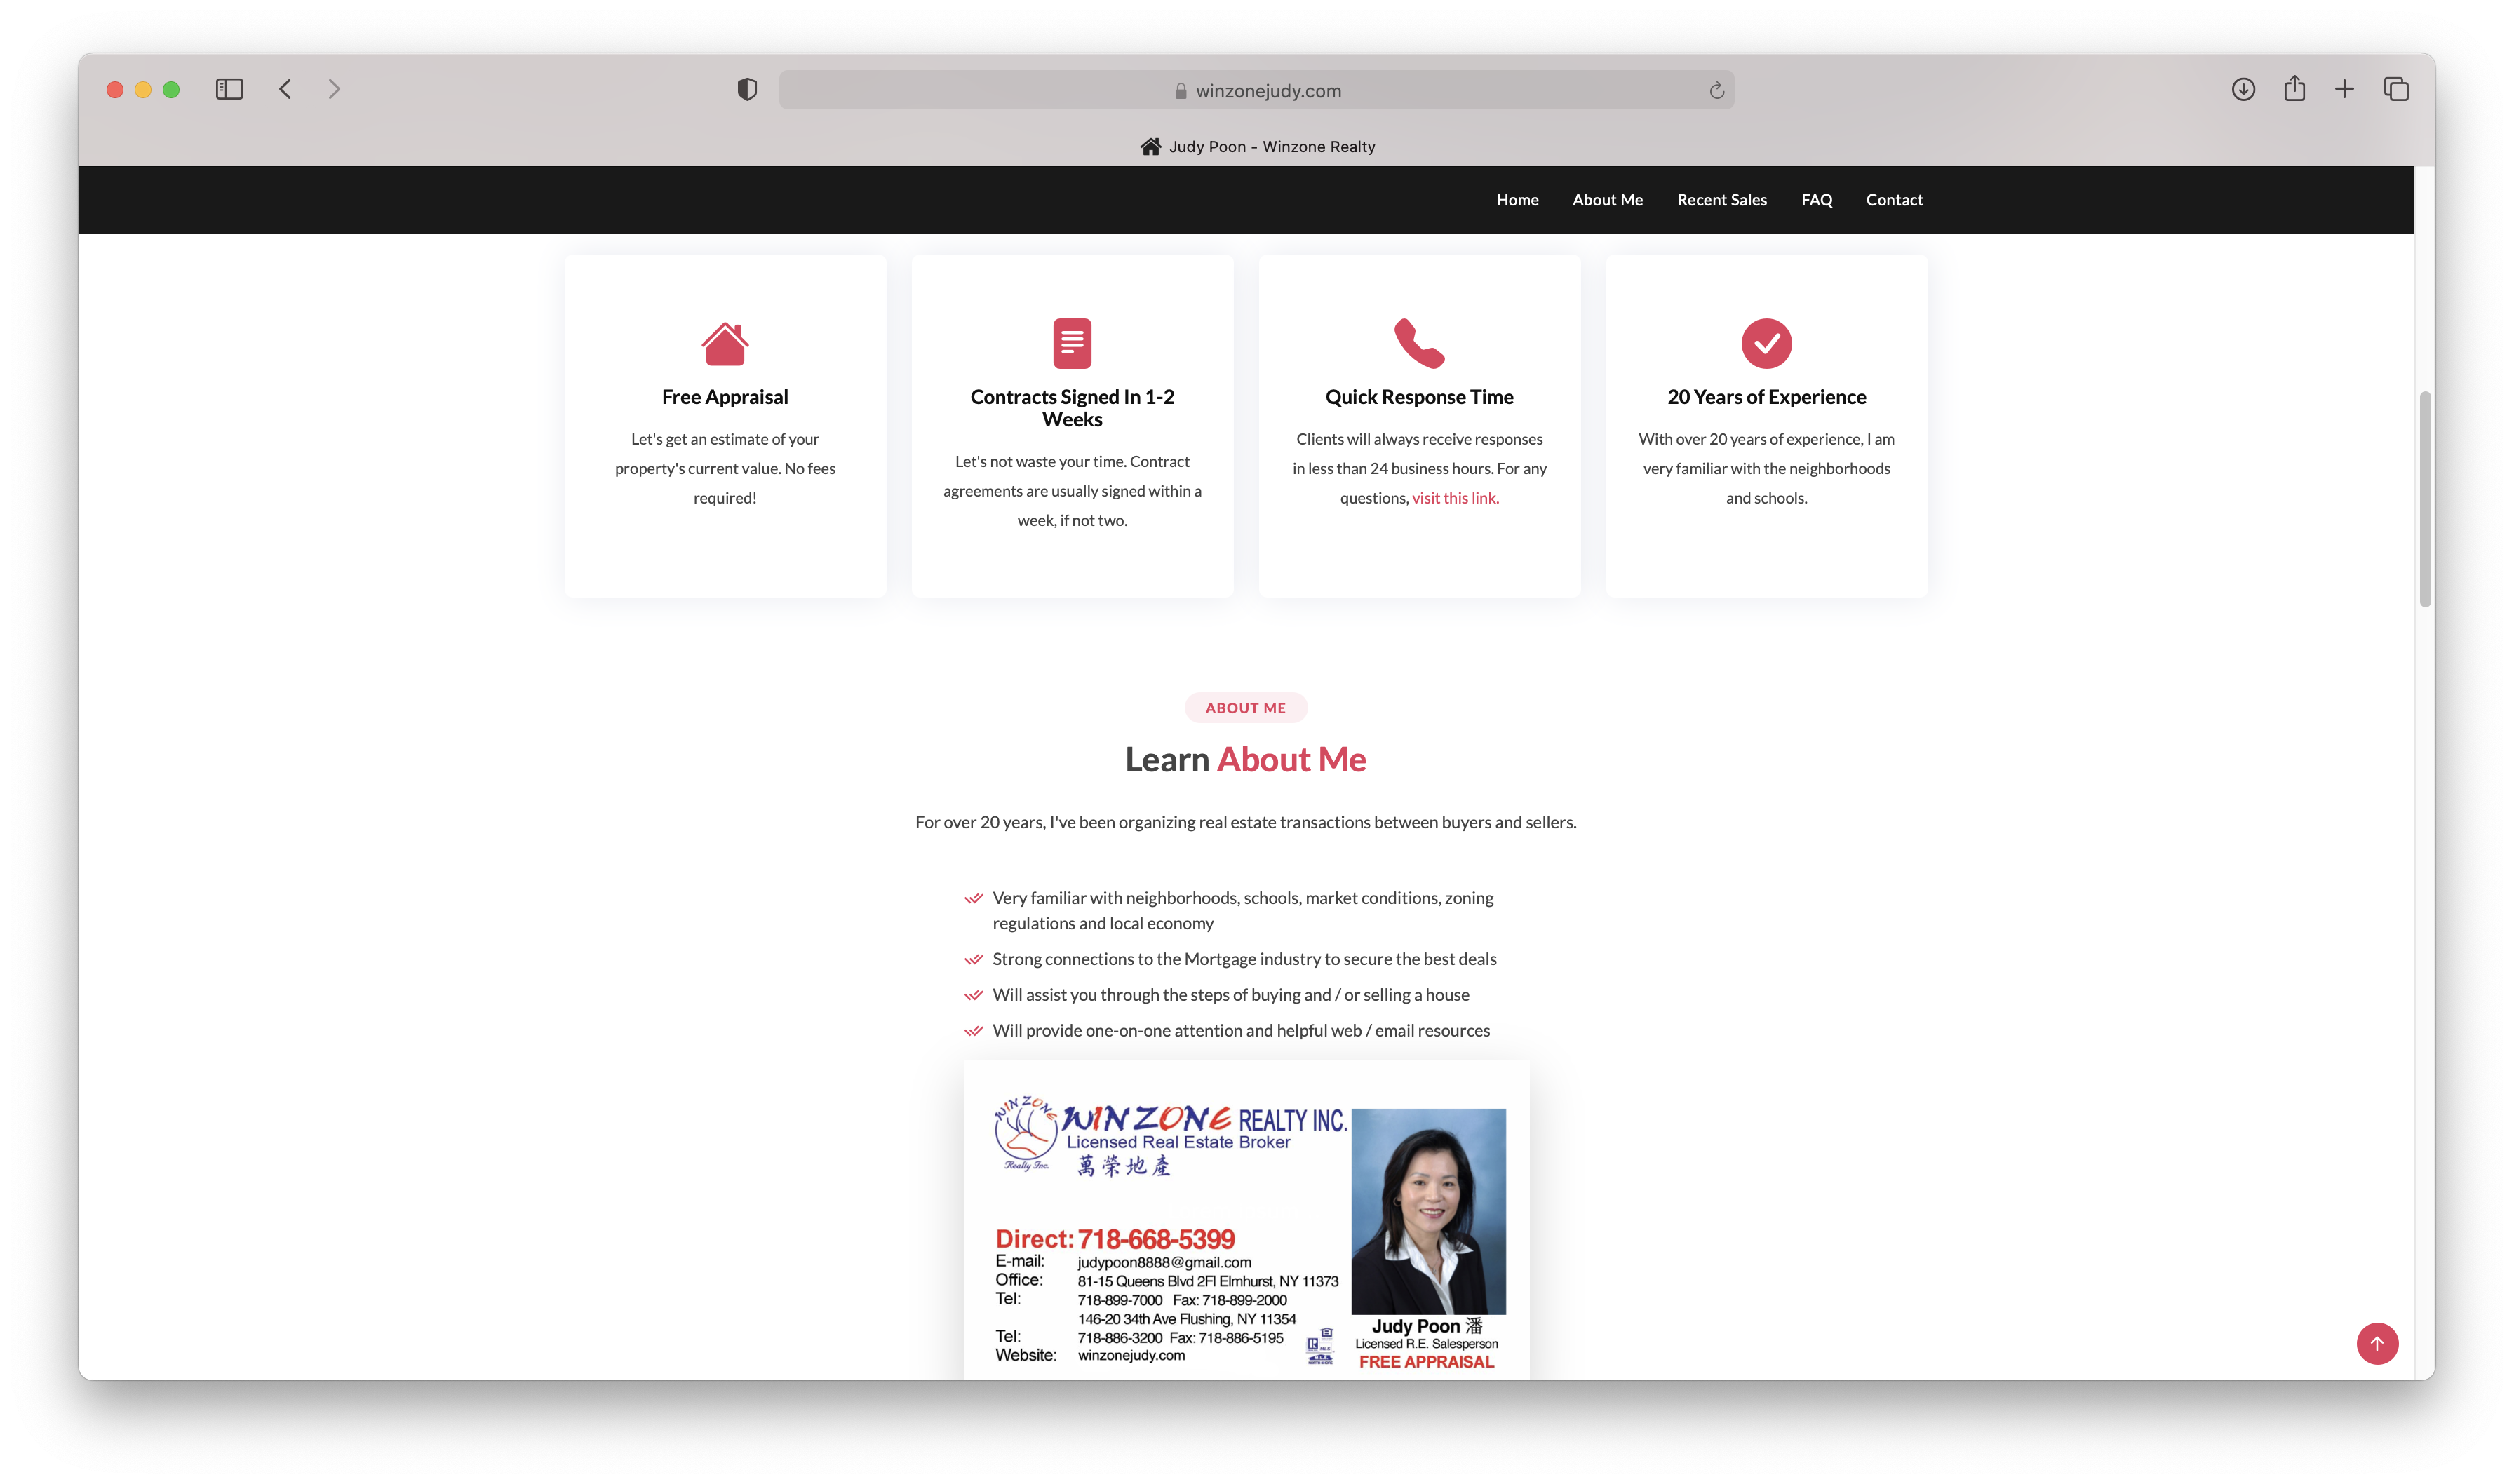 winzonejudy.com
Judy Poon - Winzone Realty
Home About Me Recent Sales FAQ Contact
Free Appraisal
Let's get an estimate of your
property's current value. No fees
required!
Contracts Signed In 1-2
Weeks
Let's not waste your time. Contract
agreements are usually signed within a
week, if not two.
Quick Response Time
Clients will always receive responses
in less than 24 business hours. For any
questions, visit this link.
20 Years of Experience
With over 20 years of experience, I am
very familiar with the neighborhoods
and schools.
ABOUT ME
Learn About Me
For over 20 years, I've been organizing real estate transactions between buyers and sellers.
Very familiar with neighborhoods, schools, market conditions, zoning
regulations and local economy
Strong connections to the Mortgage industry to secure the best deals
Will assist you through the steps of buying and / or selling a house
Will provide one-on-one attention and helpful web / email resources
WIN ZONE
Realty Inc.
WINZONE REALTY INC.
Licensed Real Estate Broker
萬榮地產
Direct: 718-668-5399
E-mail: judypoon8888@gmail.com
Office: 81-15 Queens Blvd 2Fl Elmhurst, NY 11373
Tel: 718-899-7000 Fax: 718-899-2000
146-20 34th Ave Flushing, NY 11354
Tel: 718-886-3200 Fax: 718-886-5195
Website: winzonejudy.com
Judy Poon 潘
Licensed R.E. Salesperson
FREE APPRAISAL